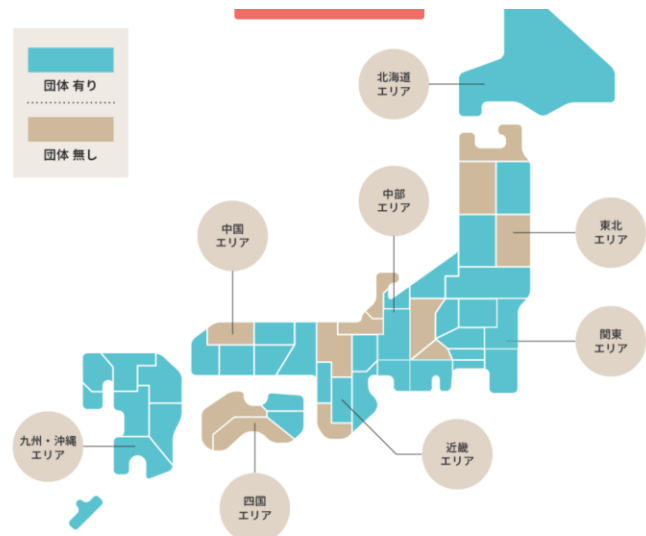 団体 有り
団体 無し
北海道
エリア
中部
エリア
中国
エリア
東北
エリア
関東
エリア
九州・沖縄
エリア
近畿
エリア
四国
エリア